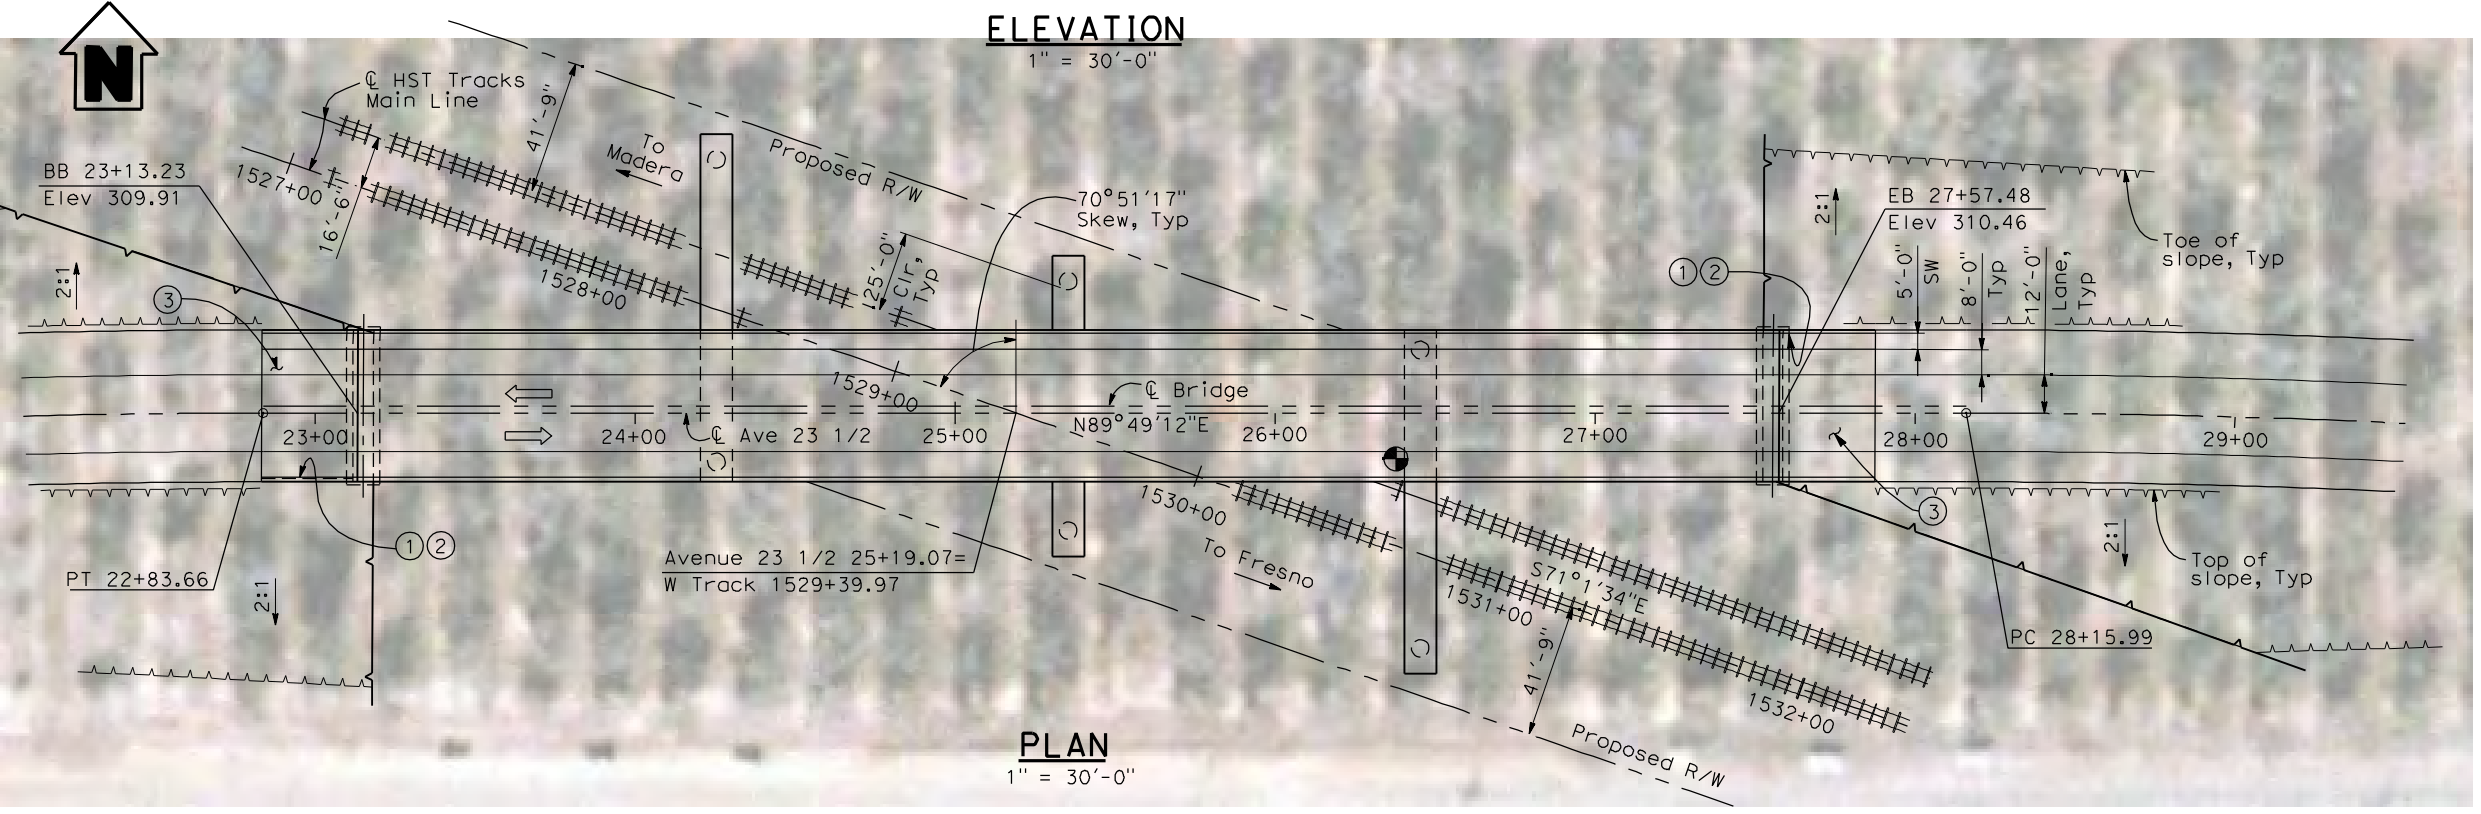 ELEVATION
1" = 30'-0"
N
℄ HST Tracks
Main Line
41'-9"
To
Madera
Proposed R/W
BB 23+13.23
Elev 309.91
1527+00
16'-6"
70°51'17"
Skew, Typ
EB 27+57.48
Elev 310.46
2:1
Toe of
slope, Typ
2:1
3
1528+00
25'-0"
Clr,
Typ
1 2
5'-0"
SW
8'-0"
Typ
12'-0"
Lane,
Typ
1529+00
℄ Bridge
N89°49'12"E
23+00
24+00
℄ Ave 23 1/2
25+00
26+00
27+00
28+00
29+00
1530+00
3
1 2
Avenue 23 1/2 25+19.07=
W Track 1529+39.97
To Fresno
S71°1'34"E
1531+00
2:1
Top of
slope, Typ
PT 22+83.66
2:1
41'-9"
PC 28+15.99
1532+00
Proposed R/W
PLAN
1" = 30'-0"